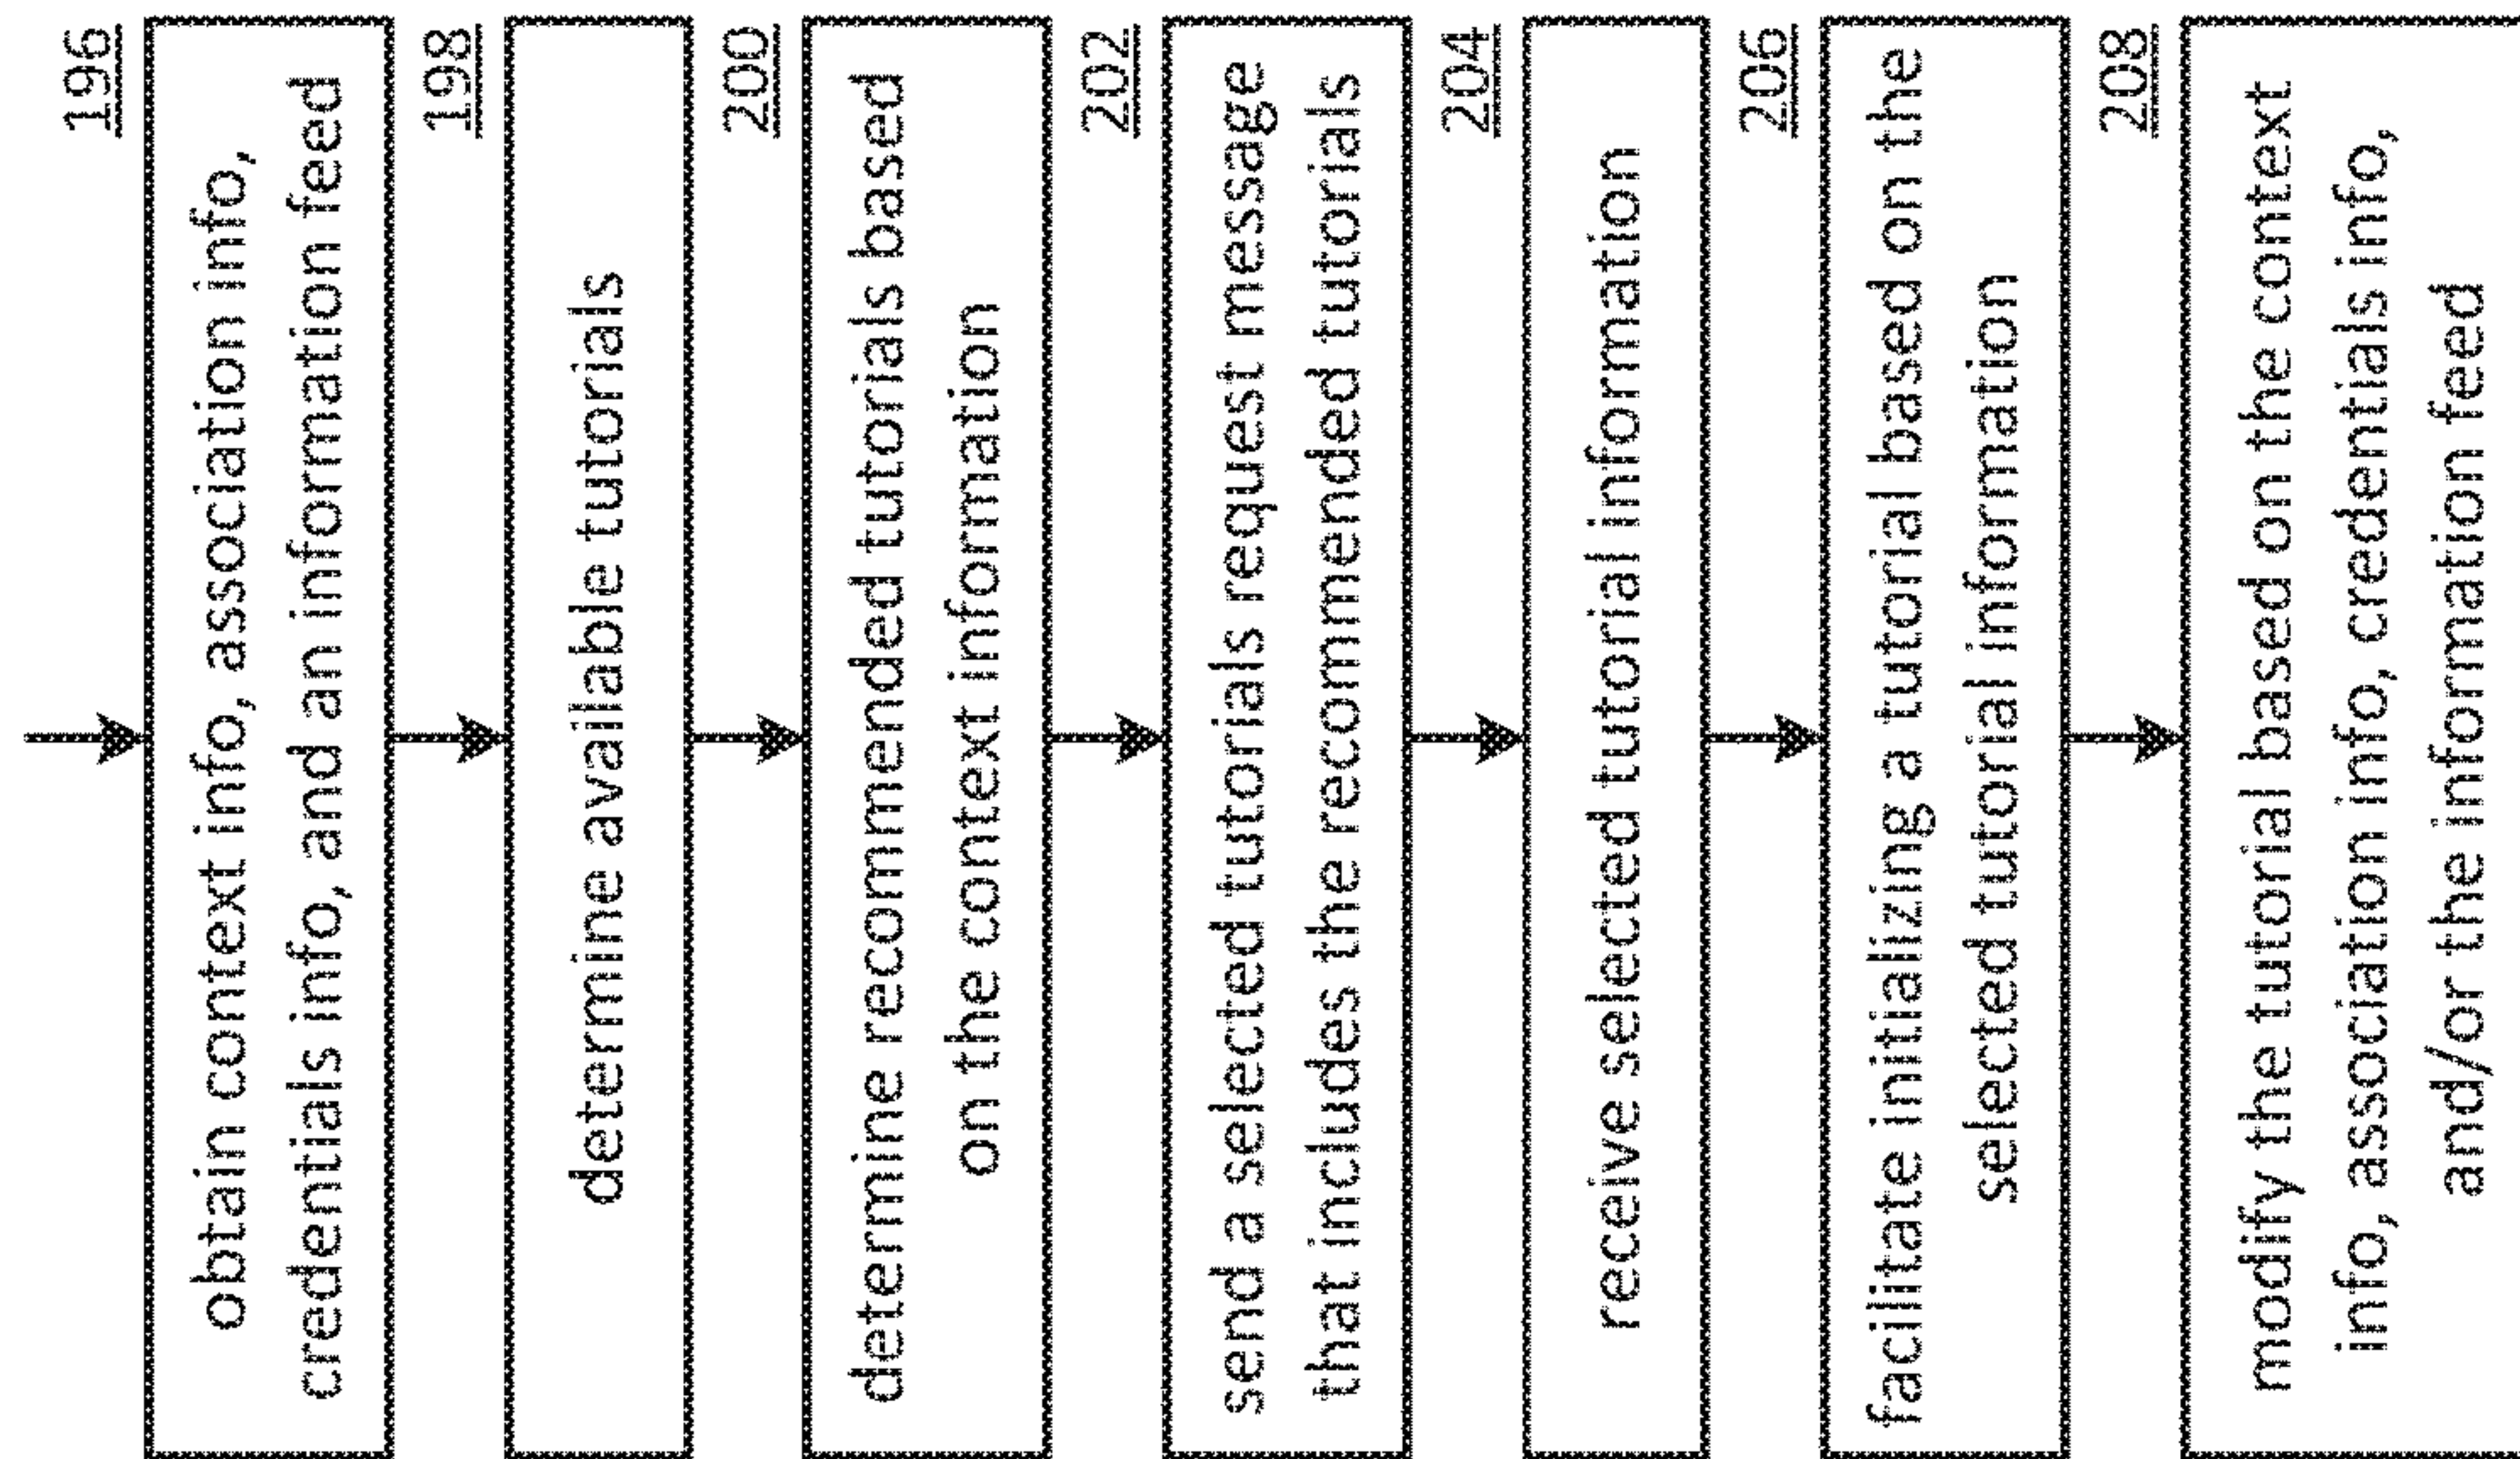 196
obtain context info, association info,
credentials info, and an information feed
198
determine available tutorials
200
determine recommended tutorials based
on the context information
202
send a selected tutorials request message
that includes the recommended tutorials
204
receive selected tutorial information
206
facilitate initializing a tutorial based on the
selected tutorial information
208
modify the tutorial based on the context
info, association info, credentials info,
and/or the information feed